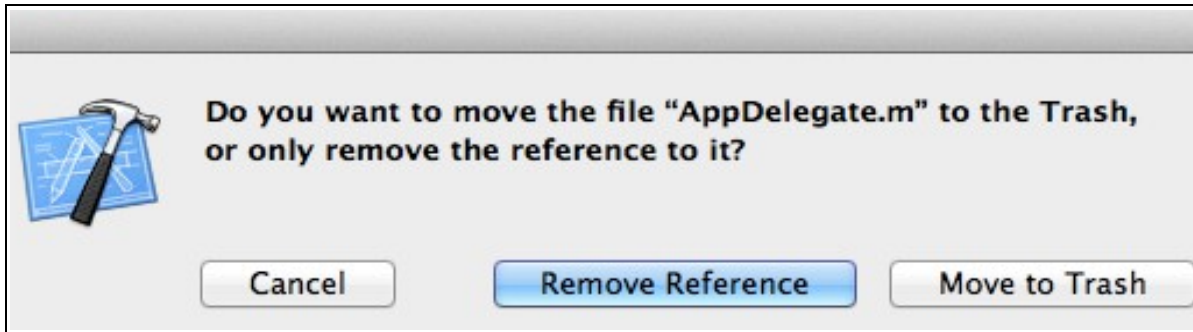 Do you want to move the file “AppDelegate.m” to the Trash,
or only remove the reference to it?
Cancel
Remove Reference
Move to Trash